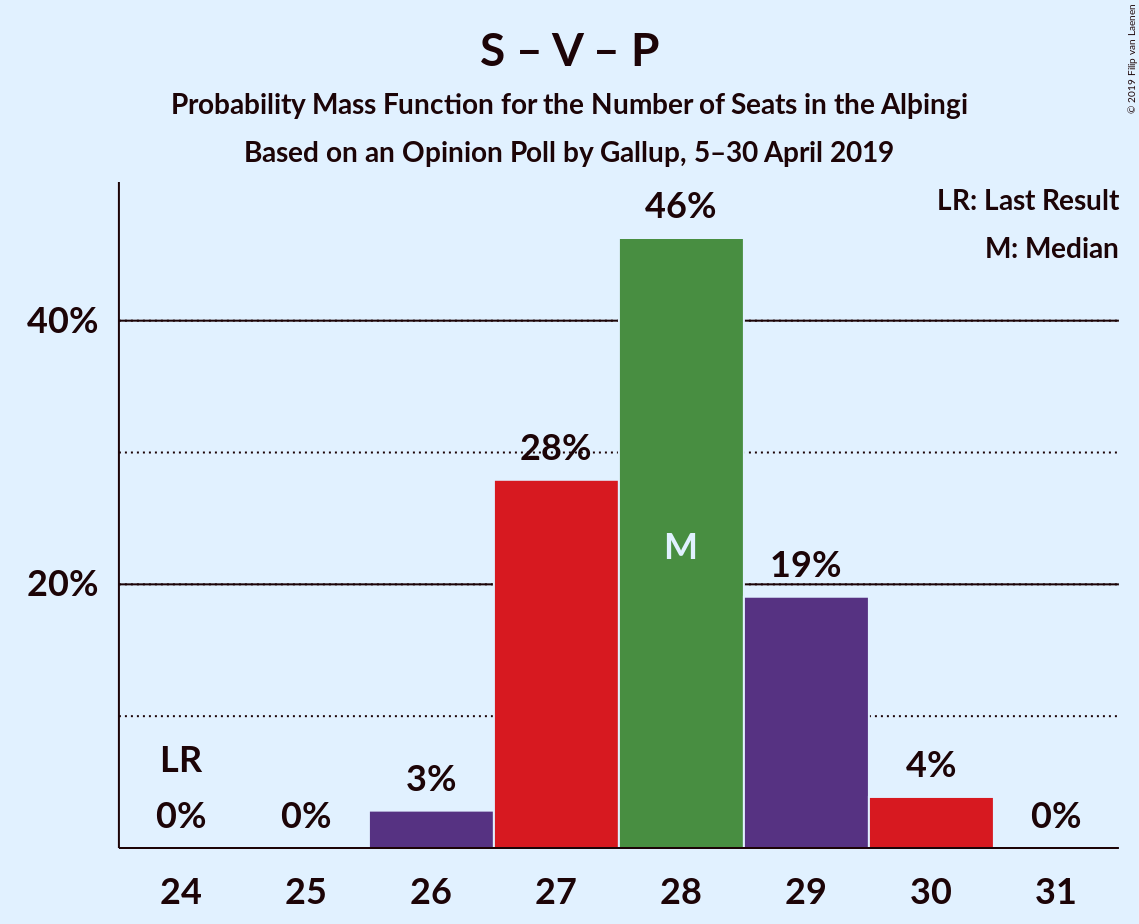 S – V – P
Probability Mass Function for the Number of Seats in the Alþingi
Based on an Opinion Poll by Gallup, 5–30 April 2019
© 2019 Filip van Laenen
LR: Last Result
M: Median
46%
40%
28%
M
19%
20%
LR
0%
0%
3%
4%
0%
24 25 26 27 28 29 30 31